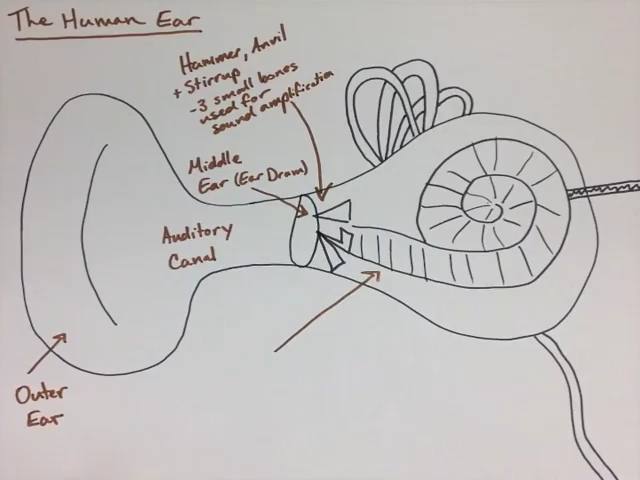 The Human Ear
Hammer, Anvil
+ Stirrup
- 3 small bones
used for
sound amplification
Middle
Ear (Ear Drum)
Auditory
Canal
Outer
Ear